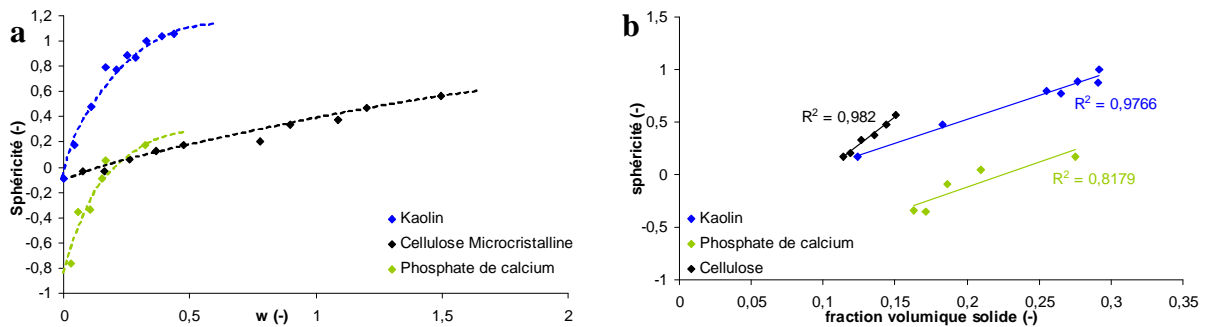 a
Sphéricité (-)
1,2
1
0,8
0,6
0,4
0,2
0
-0,2
-0,4
-0,6
-0,8
-1
0
0,5
1
1,5
2
w (-)
Kaolin
Cellulose Microcristalline
Phosphate de calcium
b
sphéricité (-)
1,5
1
0,5
0
-0,5
-1
0
0,05
0,1
0,15
0,2
0,25
0,3
0,35
fraction volumique solide (-)
R² = 0,982
R² = 0,9766
R² = 0,8179
Kaolin
Phosphate de calcium
Cellulose